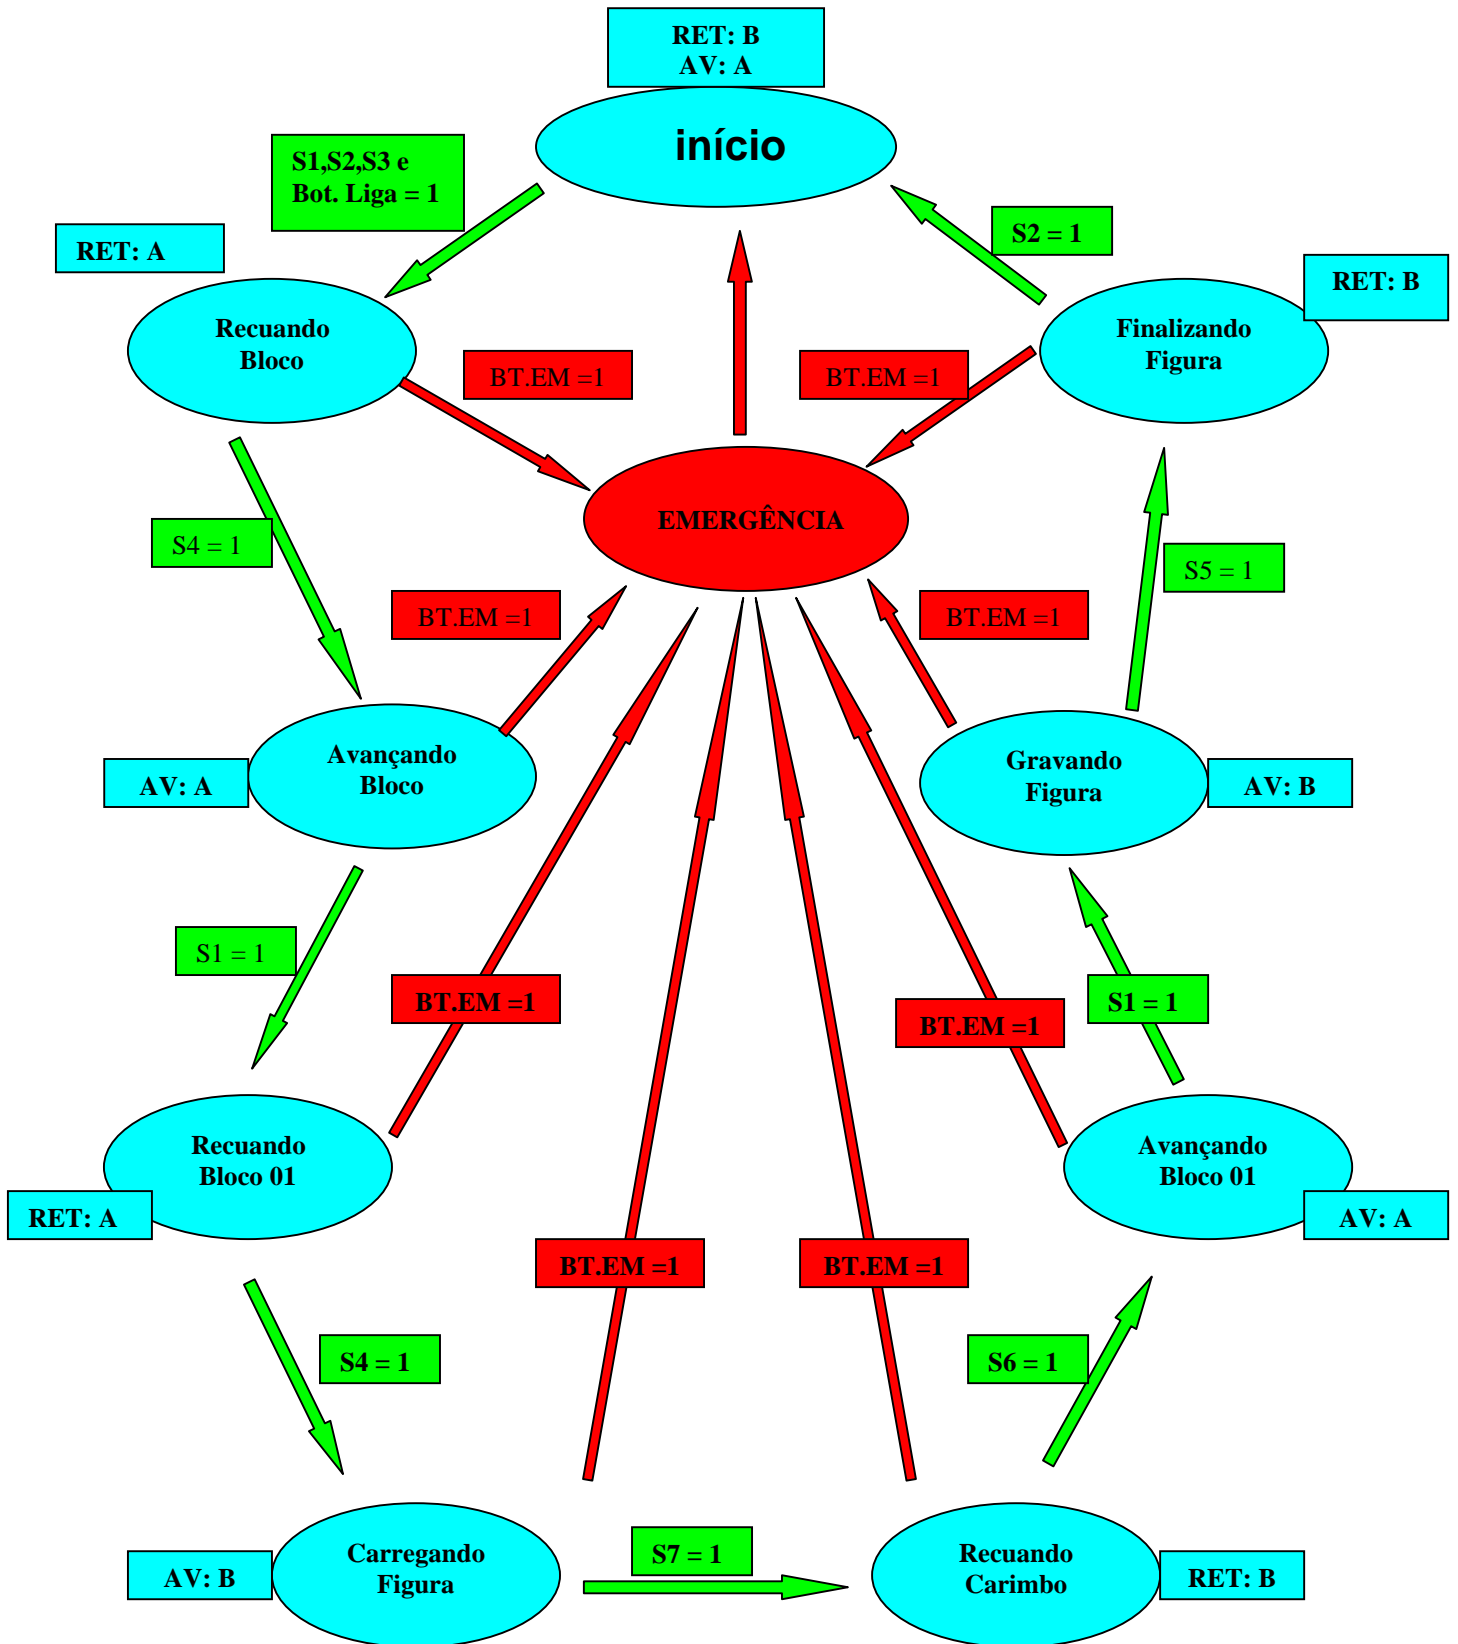 RET: B
AV: A
início
S1,S2,S3 e
Bot. Liga = 1
S2 = 1
RET: A
RET: B
Recuando
Bloco
Finalizando
Figura
BT.EM =1
BT.EM =1
EMERGÊNCIA
S4 = 1
S5 = 1
BT.EM =1
BT.EM =1
Avançando
Bloco
AV: A
Gravando
Figura
AV: B
S1 = 1
BT.EM =1
S1 = 1
BT.EM =1
Recuando
Bloco 01
RET: A
Avançando
Bloco 01
AV: A
BT.EM =1
BT.EM =1
S4 = 1
S6 = 1
Carregando
Figura
AV: B
S7 = 1
Recuando
Carimbo
RET: B